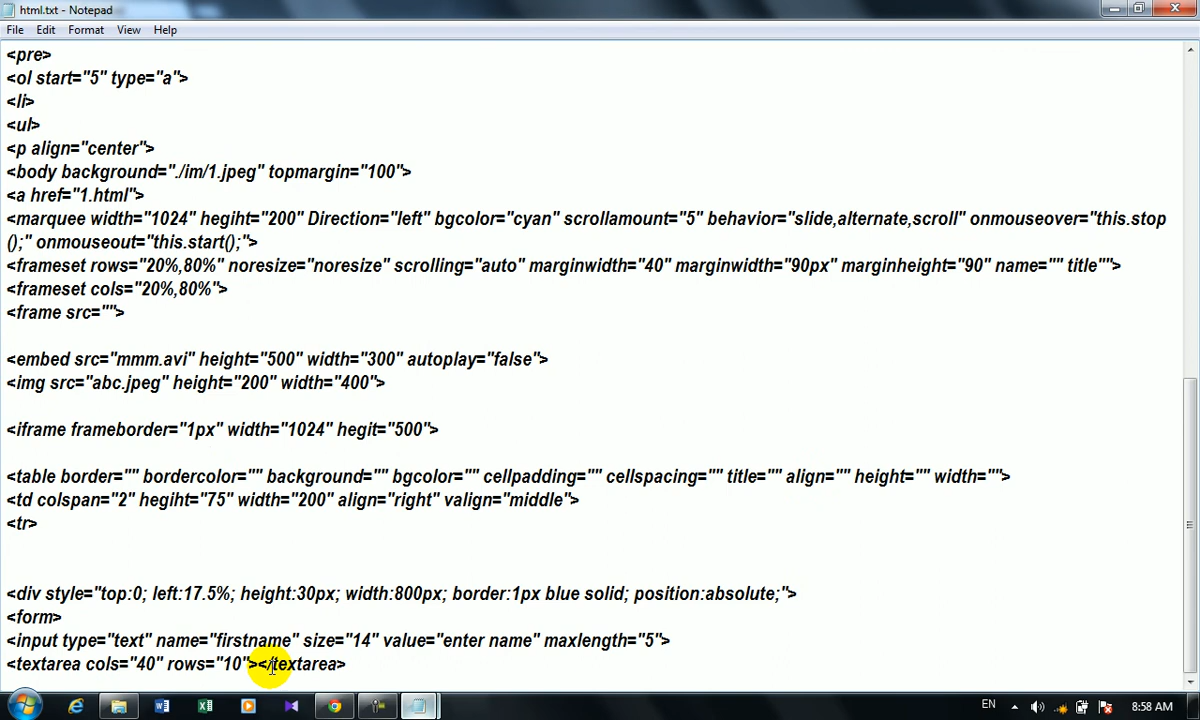 html.txt - Notepad
File Edit Format View Help
<pre>
<ol start="5" type="a">
<li>
<ul>
<p align="center">
<body background="./im/1.jpeg" topmargin="100">
<a href="1.html">
<marquee width="1024" hegiht="200" Direction="left" bgcolor="cyan" scrollamount="5" behavior="slide,alternate,scroll" onmouseover="this.stop
();" onmouseout="this.start();">
<frameset rows="20%,80%" noresize="noresize" scrolling="auto" marginwidth="40" marginwidth="90px" marginheight="90" name="" title"">
<frameset cols="20%,80%">
<frame src="">
<embed src="mmm.avi" height="500" width="300" autoplay="false">
<img src="abc.jpeg" height="200" width="400">
<iframe frameborder="1px" width="1024" hegit="500">
<table border="" bordercolor="" background="" bgcolor="" cellpadding="" cellspacing="" title="" align="" height="" width="">
<td colspan="2" hegiht="75" width="200" align="right" valign="middle">
<tr>
<div style="top:0; left:17.5%; height:30px; width:800px; border:1px blue solid; position:absolute;">
<form>
<input type="text" name="firstname" size="14" value="enter name" maxlength="5">
<textarea cols="40" rows="10"></textarea>
EN 8:58 AM